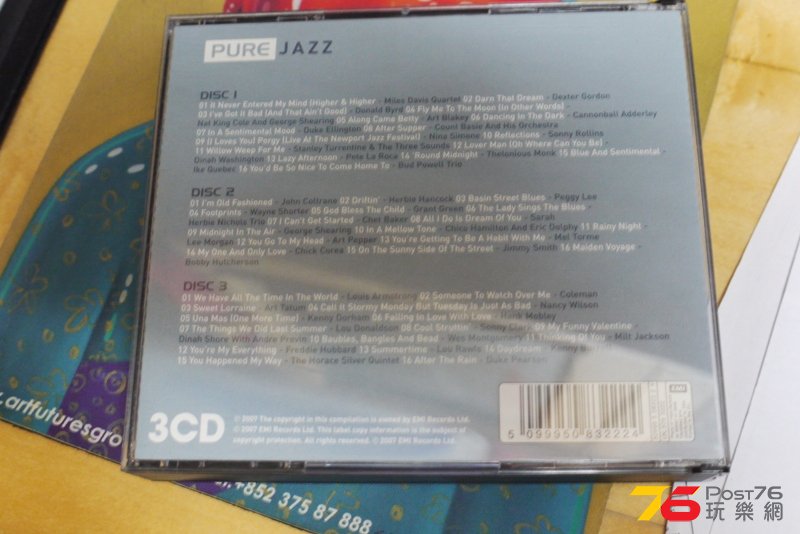 PURE JAZZ
DISC 1
01 It Never Entered My Mind (Higher & Higher - Miles Davis Quartet 02 Darn That Dream - Dexter Gordon
03 I've Got It Bad (And That Ain't Good) - Donald Byrd 04 Fly Me To The Moon (In Other Words) -
Nat King Cole And George Shearing 05 Along Came Betty - Art Blakey 06 Dancing In The Dark - Cannonball Adderley
07 In A Sentimental Mood - Duke Ellington 08 After Supper - Count Basie And His Orchestra
09 (I Loves You) Porgy (Live At The Newport Jazz Festival) - Nina Simone 10 Reflections - Sonny Rollins
11 Willow Weep For Me - Stanley Turrentine & The Three Sounds 12 Lover Man (Oh Where Can You Be) -
Dinah Washington 13 Lazy Afternoon - Pete La Roca 14 'Round Midnight - Thelonious Monk 15 Blue And Sentimental -
Ike Quebec 16 You'd Be So Nice To Come Home To - Bud Powell Trio
DISC 2
01 I'm Old Fashioned - John Coltrane 02 Driftin' - Herbie Hancock 03 Basin Street Blues - Peggy Lee
04 Footprints - Wayne Shorter 05 God Bless The Child - Grant Green 06 The Lady Sings The Blues -
Herbie Nichols Trio 07 I Can't Get Started - Chet Baker 08 All I Do Is Dream Of You - Sarah
09 Midnight In The Air - George Shearing 10 In A Mellow Tone - Chico Hamilton And Eric Dolphy 11 Rainy Night -
Lee Morgan 12 You Go To My Head - Art Pepper 13 You're Getting To Be A Habit With Me - Mel Torme
14 My One And Only Love - Chick Corea 15 On The Sunny Side Of The Street - Jimmy Smith 16 Maiden Voyage -
Bobby Hutcherson
DISC 3
01 We Have All The Time In The World - Louis Armstrong 02 Someone To Watch Over Me - Coleman
03 Sweet Lorraine - Art Tatum 04 Call It Stormy Monday But Tuesday Is Just As Bad - Nancy Wilson
05 Una Mas (One More Time) - Kenny Dorham 06 Falling In Love With Love - Hank Mobley
07 The Things We Did Last Summer - Lou Donaldson 08 Cool Struttin' - Sonny Clark 09 My Funny Valentine -
Dinah Shore With Andre Previn 10 Baubles, Bangles And Bead - Wes Montgomery 11 Thinking Of You - Milt Jackson
12 You're My Everything - Freddie Hubbard 13 Summertime - Lou Rawls 14 Daydream - Kenny
15 You Happened My Way - The Horace Silver Quintet 16 After The Rain - Duke Pearson
3CD
℗ 2007 The copyright in this compilation is owned by EMI Records Ltd.
© 2007 EMI Records Ltd. This label copy information is the subject of
copyright protection. All rights reserved. © 2007 EMI Records Ltd.
5 099950 832224
EMI
.artfuturesgro
+852 375 87 888
76 Post76
玩樂網